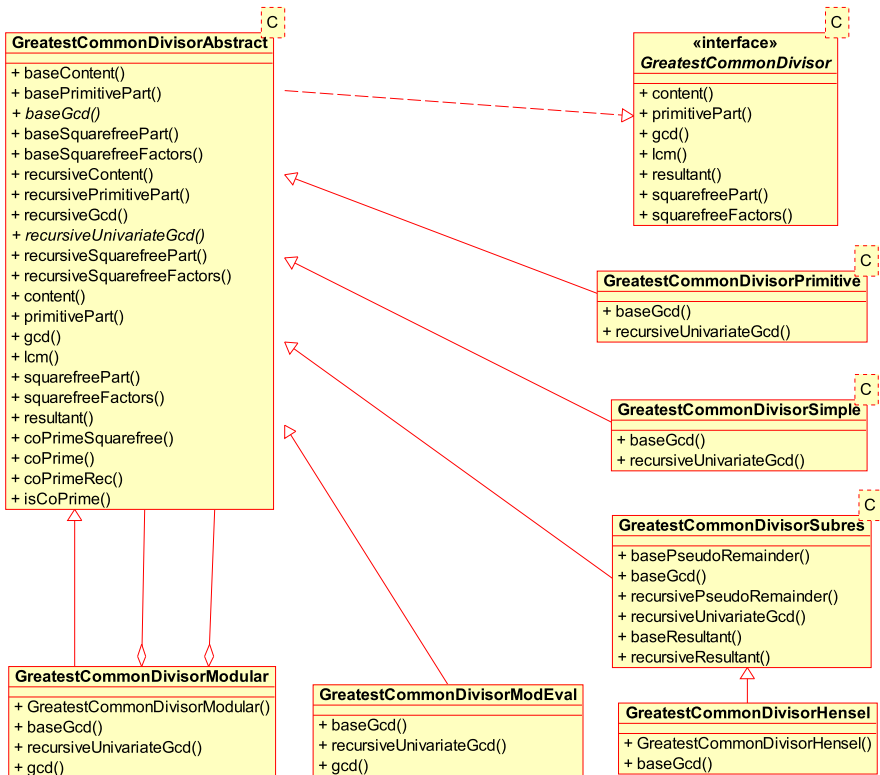 C
GreatestCommonDivisorAbstract
+ baseContent()
+ basePrimitivePart()
+ baseGcd()
+ baseSquarefreePart()
+ baseSquarefreeFactors()
+ recursiveContent()
+ recursivePrimitivePart()
+ recursiveGcd()
+ recursiveUnivariateGcd()
+ recursiveSquarefreePart()
+ recursiveSquarefreeFactors()
+ content()
+ primitivePart()
+ gcd()
+ lcm()
+ squarefreePart()
+ squarefreeFactors()
+ resultant()
+ coPrimeSquarefree()
+ coPrime()
+ coPrimeRec()
+ isCoPrime()
C
«interface»
GreatestCommonDivisor
+ content()
+ primitivePart()
+ gcd()
+ lcm()
+ resultant()
+ squarefreePart()
+ squarefreeFactors()
C
GreatestCommonDivisorPrimitive
+ baseGcd()
+ recursiveUnivariateGcd()
C
GreatestCommonDivisorSimple
+ baseGcd()
+ recursiveUnivariateGcd()
C
GreatestCommonDivisorSubres
+ basePseudoRemainder()
+ baseGcd()
+ recursivePseudoRemainder()
+ recursiveUnivariateGcd()
+ baseResultant()
+ recursiveResultant()
GreatestCommonDivisorModular
+ GreatestCommonDivisorModular()
+ baseGcd()
+ recursiveUnivariateGcd()
+ gcd()
GreatestCommonDivisorModEval
+ baseGcd()
+ recursiveUnivariateGcd()
+ gcd()
GreatestCommonDivisorHensel
+ GreatestCommonDivisorHensel()
+ baseGcd()